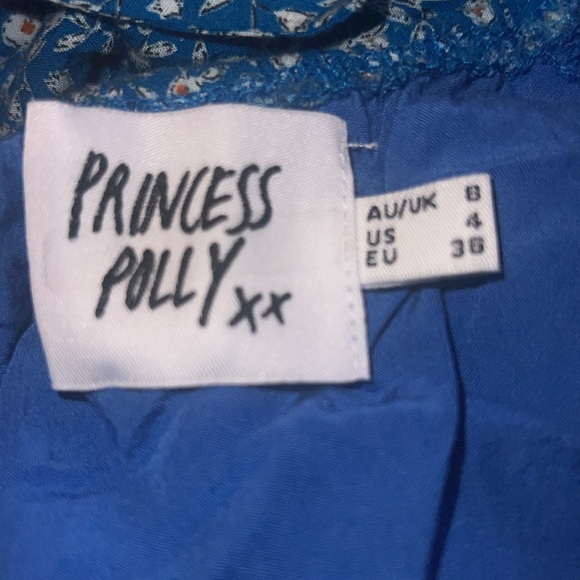 PRINCESS
POLLY xx
AU/UK 8
US 4
EU 36